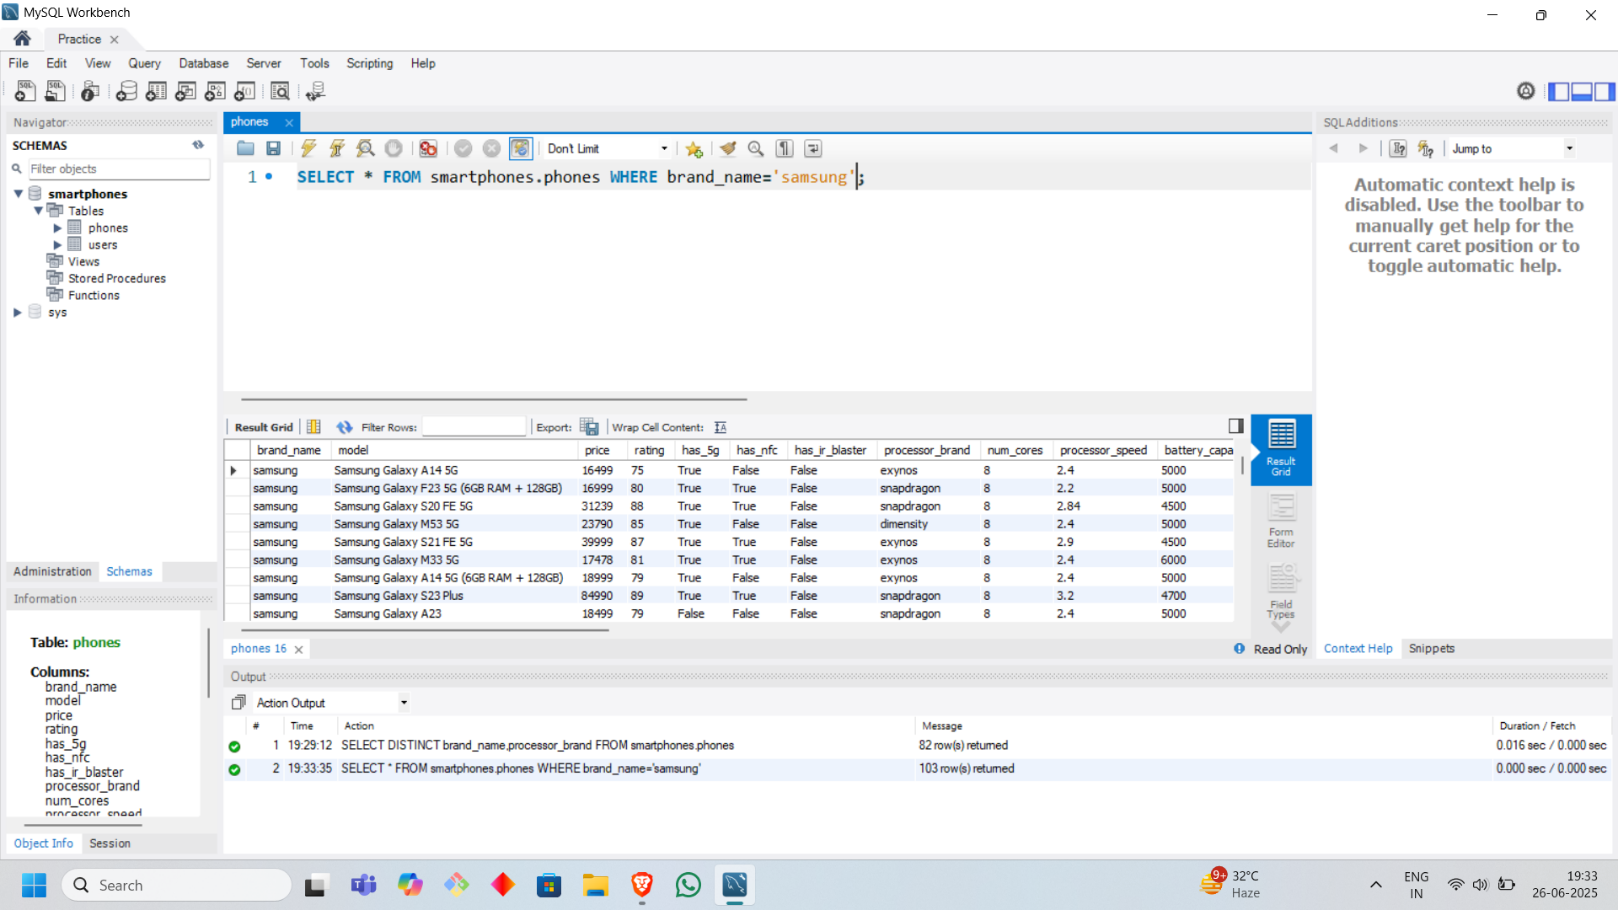 MySQL Workbench
Practice
File Edit View Query Database Server Tools Scripting Help
Navigator
SCHEMAS
Filter objects
smartphones
Tables
phones
users
Views
Stored Procedures
Functions
sys
Administration Schemas
Information
Table: phones
Columns:
brand_name
model
price
rating
has_5g
has_nfc
has_ir_blaster
processor_brand
num_cores
processor_speed
Object Info Session
phones
Don't Limit
1 SELECT * FROM smartphones.phones WHERE brand_name='samsung';
Result Grid Filter Rows: Export: Wrap Cell Content:
brand_name model price rating has_5g has_nfc has_ir_blaster processor_brand num_cores processor_speed battery_capa
samsung Samsung Galaxy A14 5G 16499 75 True False False exynos 8 2.4 5000
samsung Samsung Galaxy F23 5G (6GB RAM + 128GB) 16999 80 True True False snapdragon 8 2.2 5000
samsung Samsung Galaxy S20 FE 5G 31239 88 True True False snapdragon 8 2.84 4500
samsung Samsung Galaxy M53 5G 23790 85 True False False dimensity 8 2.4 5000
samsung Samsung Galaxy S21 FE 5G 39999 87 True True False exynos 8 2.9 4500
samsung Samsung Galaxy M33 5G 17478 81 True True False exynos 8 2.4 6000
samsung Samsung Galaxy A14 5G (6GB RAM + 128GB) 18999 79 True False False exynos 8 2.4 5000
samsung Samsung Galaxy S23 Plus 84990 89 True True False snapdragon 8 3.2 4700
samsung Samsung Galaxy A23 18499 79 False False False snapdragon 8 2.4 5000
Result
Grid
Form
Editor
Field
Types
phones 16
Read Only
SQLAdditions
Jump to
Automatic context help is
disabled. Use the toolbar to
manually get help for the
current caret position or to
toggle automatic help.
Context Help Snippets
Output
Action Output
# Time Action Message Duration / Fetch
1 19:29:12 SELECT DISTINCT brand_name,processor_brand FROM smartphones.phones 82 row(s) returned 0.016 sec / 0.000 sec
2 19:33:35 SELECT * FROM smartphones.phones WHERE brand_name='samsung' 103 row(s) returned 0.000 sec / 0.000 sec
Search
9+
32°C
Haze
ENG
IN
19:33
26-06-2025